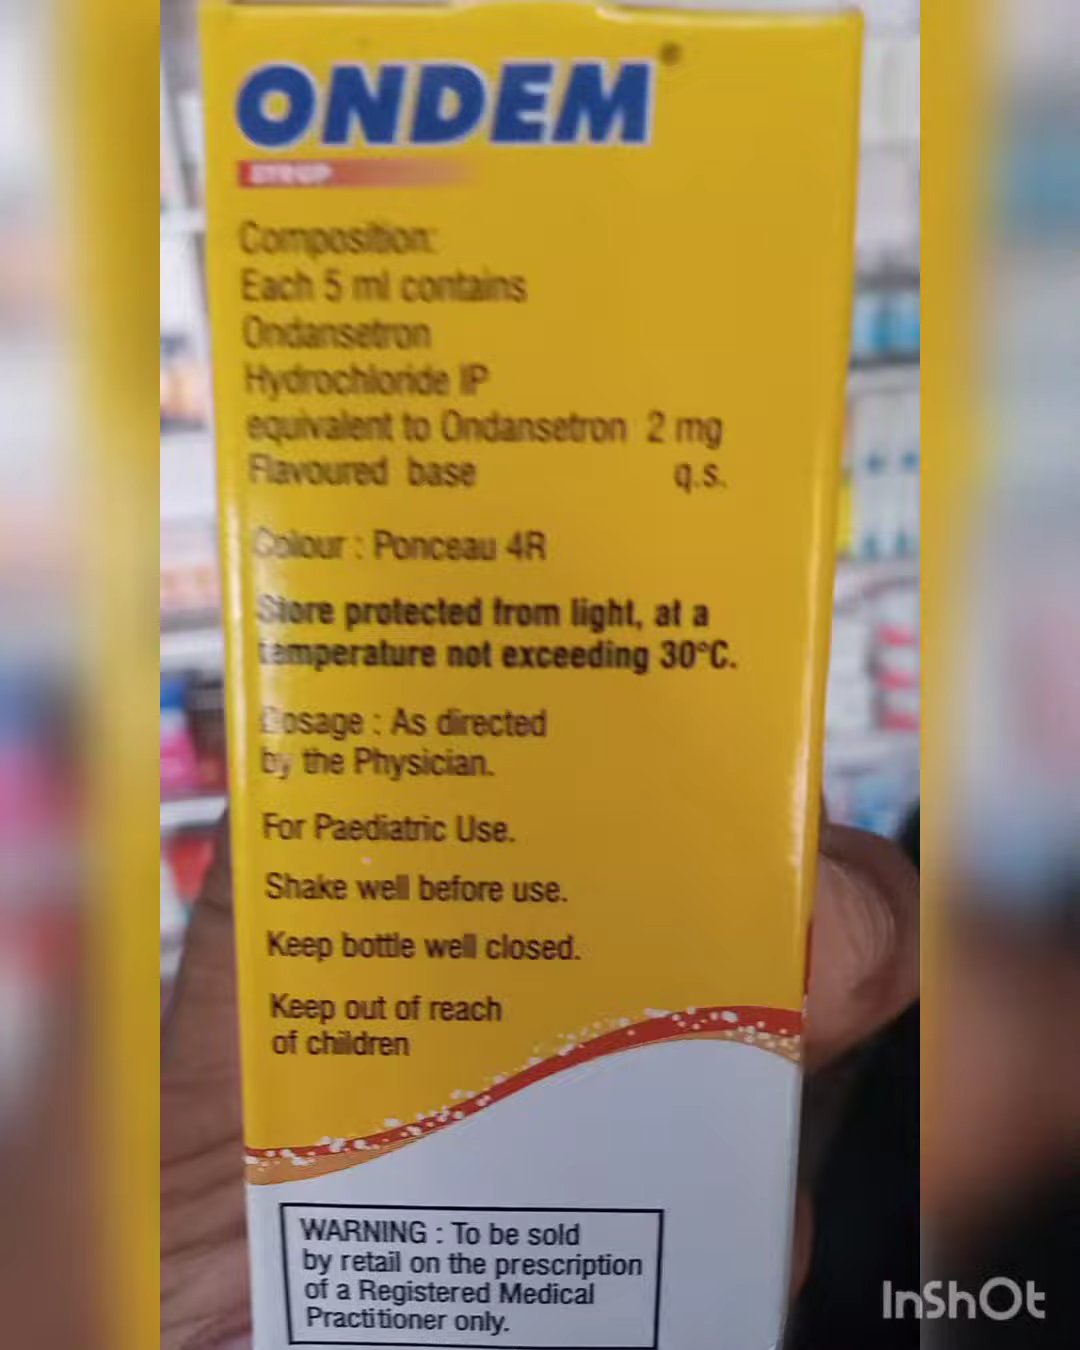 ONDEM
SYRUP
Composition:
Each 5 ml contains
Ondansetron
Hydrochloride IP
equivalent to Ondansetron 2 mg
Flavoured base q.s.
Colour : Ponceau 4R
Store protected from light, at a
temperature not exceeding 30°C.
Dosage : As directed
by the Physician.
For Paediatric Use.
Shake well before use.
Keep bottle well closed.
Keep out of reach
of children
WARNING : To be sold
by retail on the prescription
of a Registered Medical
Practitioner only.
InShOt